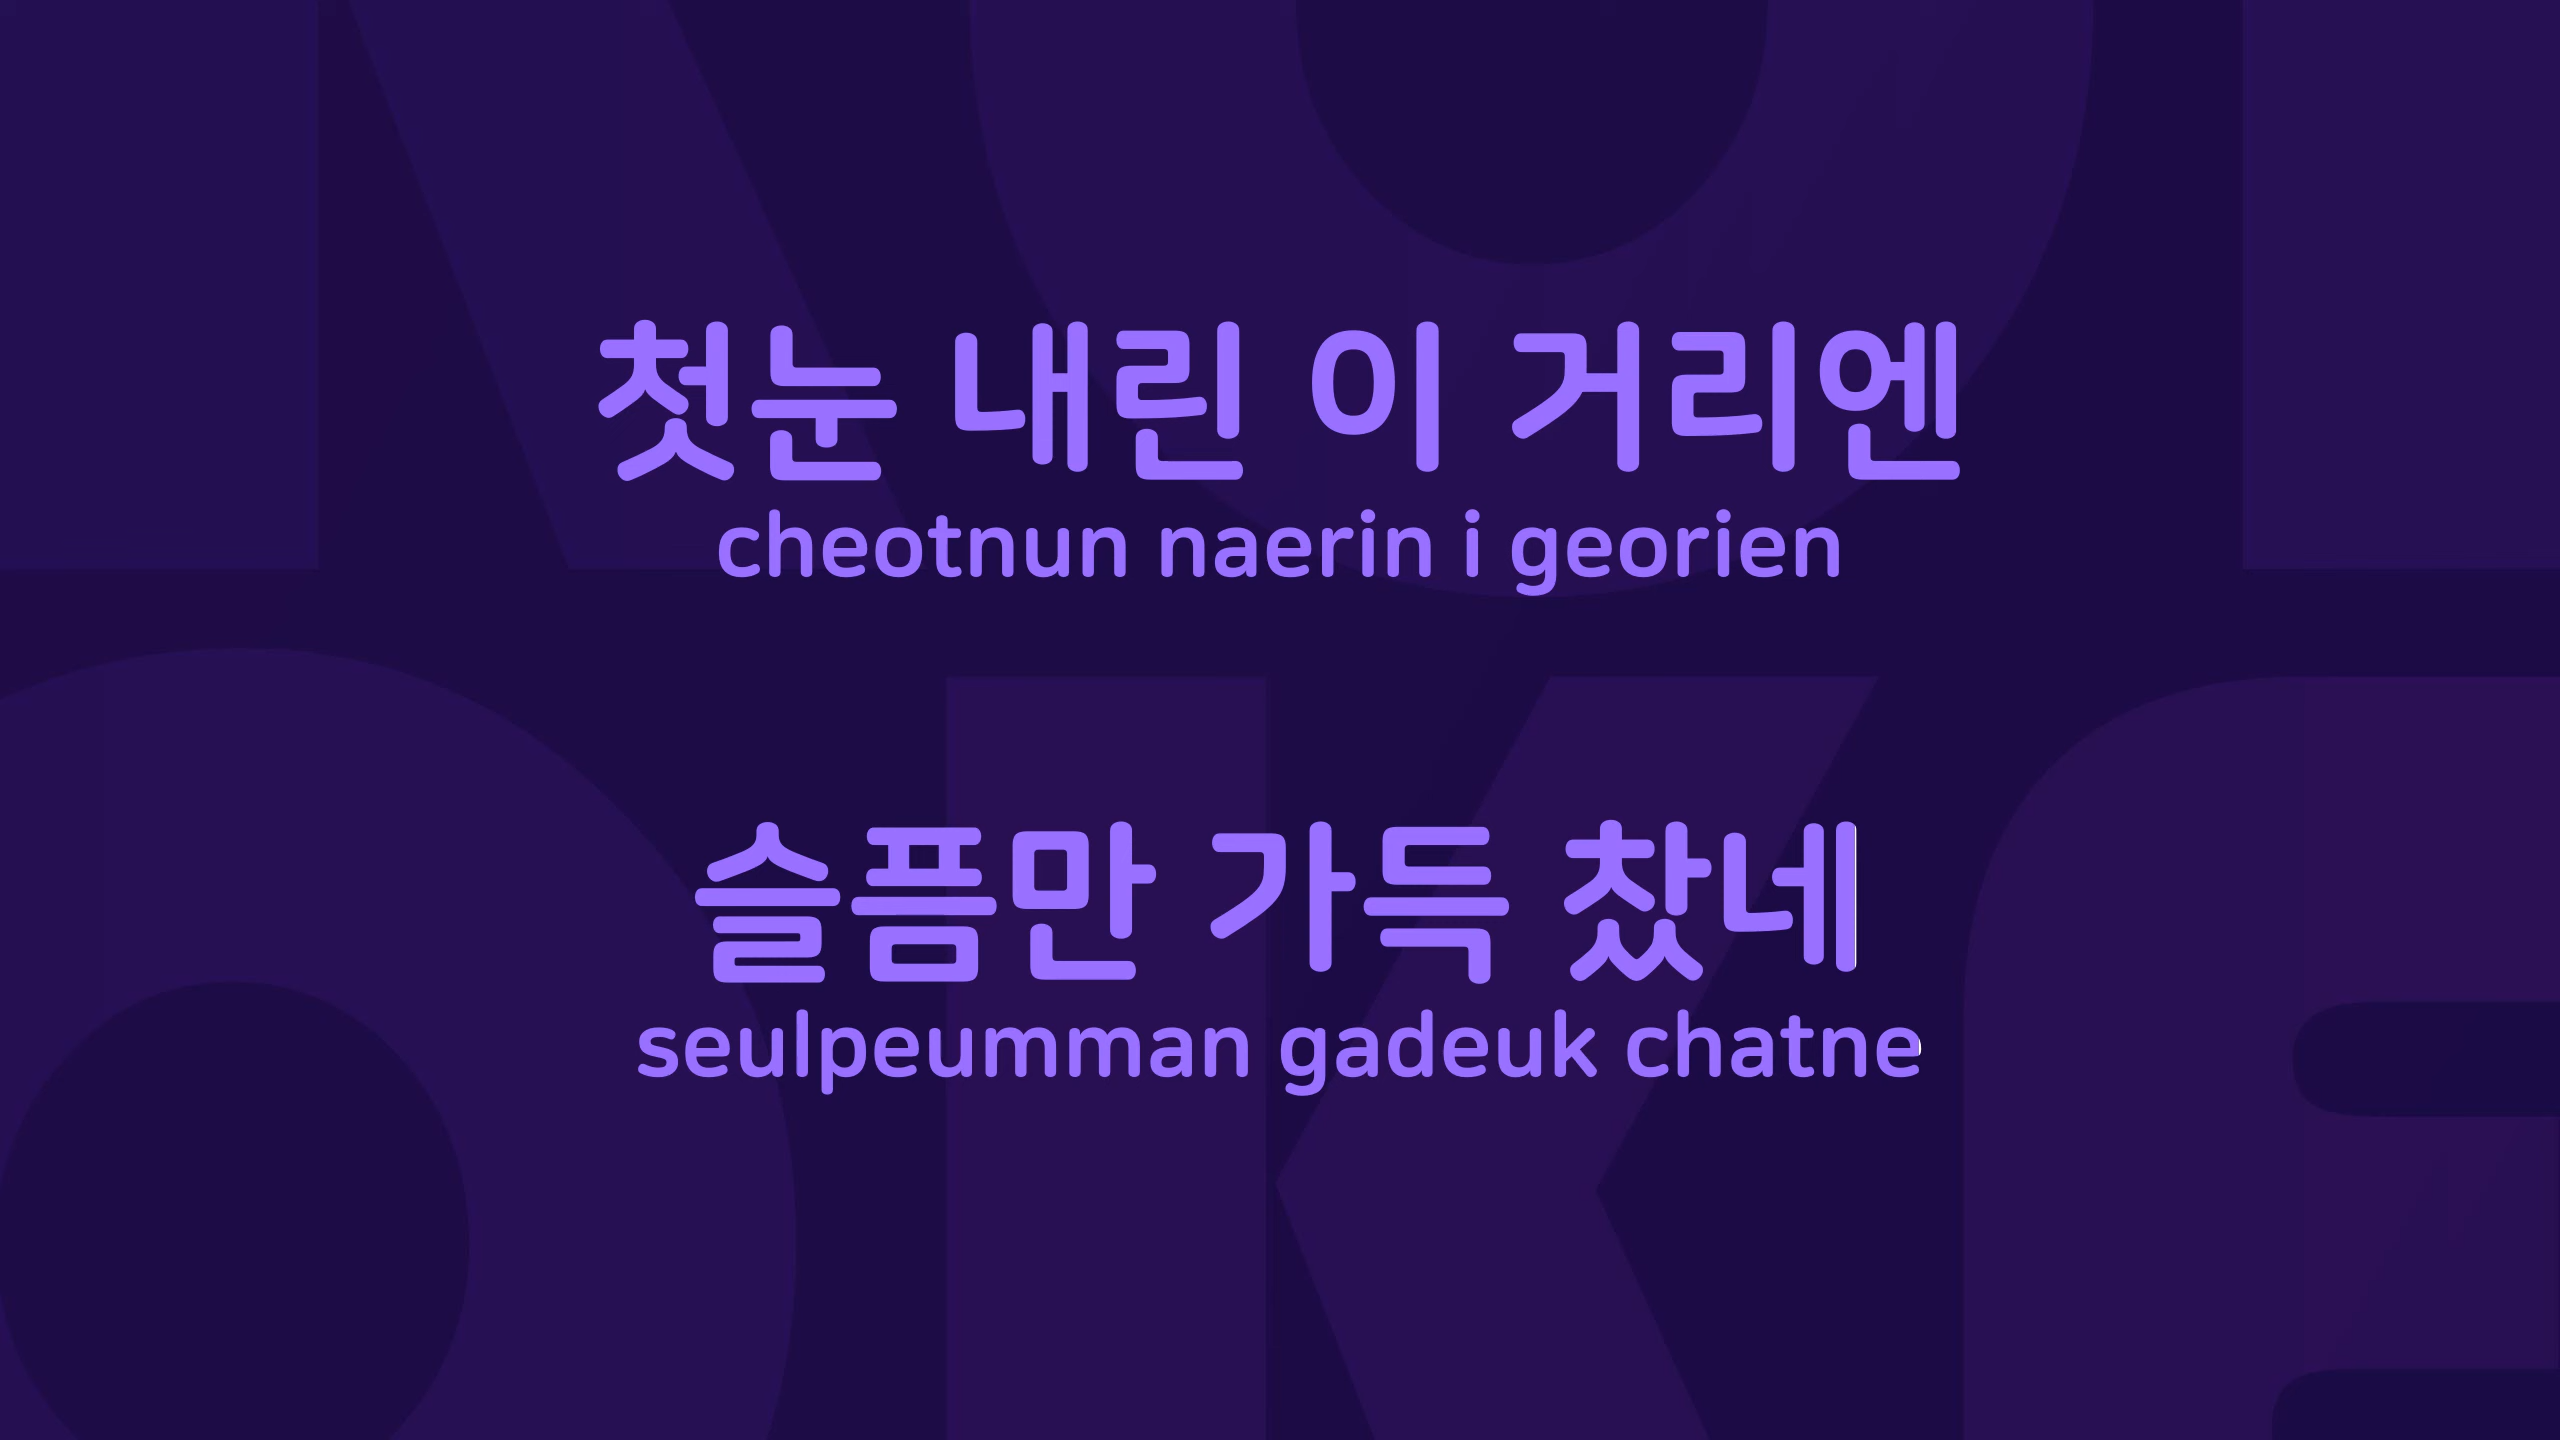 첫눈 내린 이 거리엔
cheotnun naerin i georien
슬픔만 가득 찼네
seulpeumman gadeuk chatne